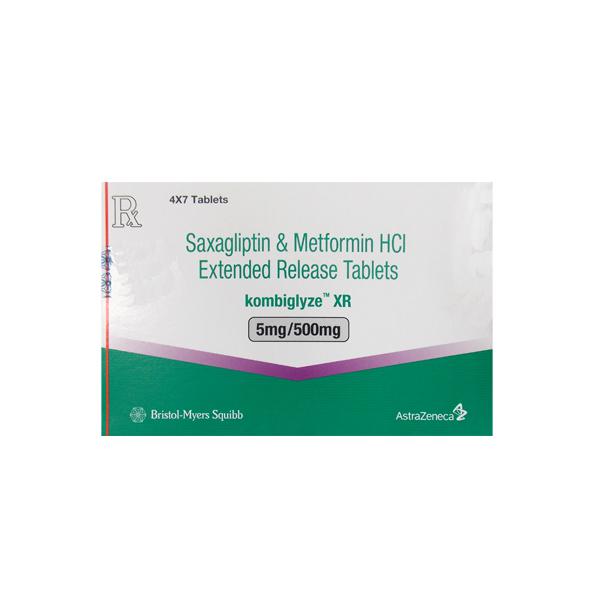 Rx
4X7 Tablets
Saxagliptin & Metformin HCl
Extended Release Tablets
kombiglyze™ XR
5mg/500mg
Bristol-Myers Squibb
AstraZeneca